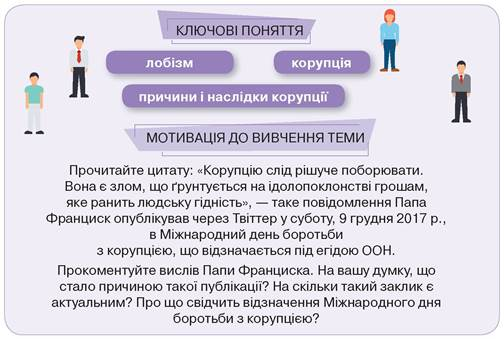 КЛЮЧОВІ ПОНЯТТЯ
лобізм
корупція
причини і наслідки корупції
МОТИВАЦІЯ ДО ВИВЧЕННЯ ТЕМИ
Прочитайте цитату: «Корупцію слід рішуче поборювати.
Вона є злом, що ґрунтується на ідолопоклонстві грошам,
яке ранить людську гідність», — таке повідомлення Папа
Франциск опублікував через Твіттер у суботу, 9 грудня 2017 р.,
в Міжнародний день боротьби
з корупцією, що відзначається під егідою ООН.
Прокоментуйте вислів Папи Франциска. На вашу думку, що
стало причиною такої публікації? На скільки такий заклик є
актуальним? Про що свідчить відзначення Міжнародного дня
боротьби з корупцією?